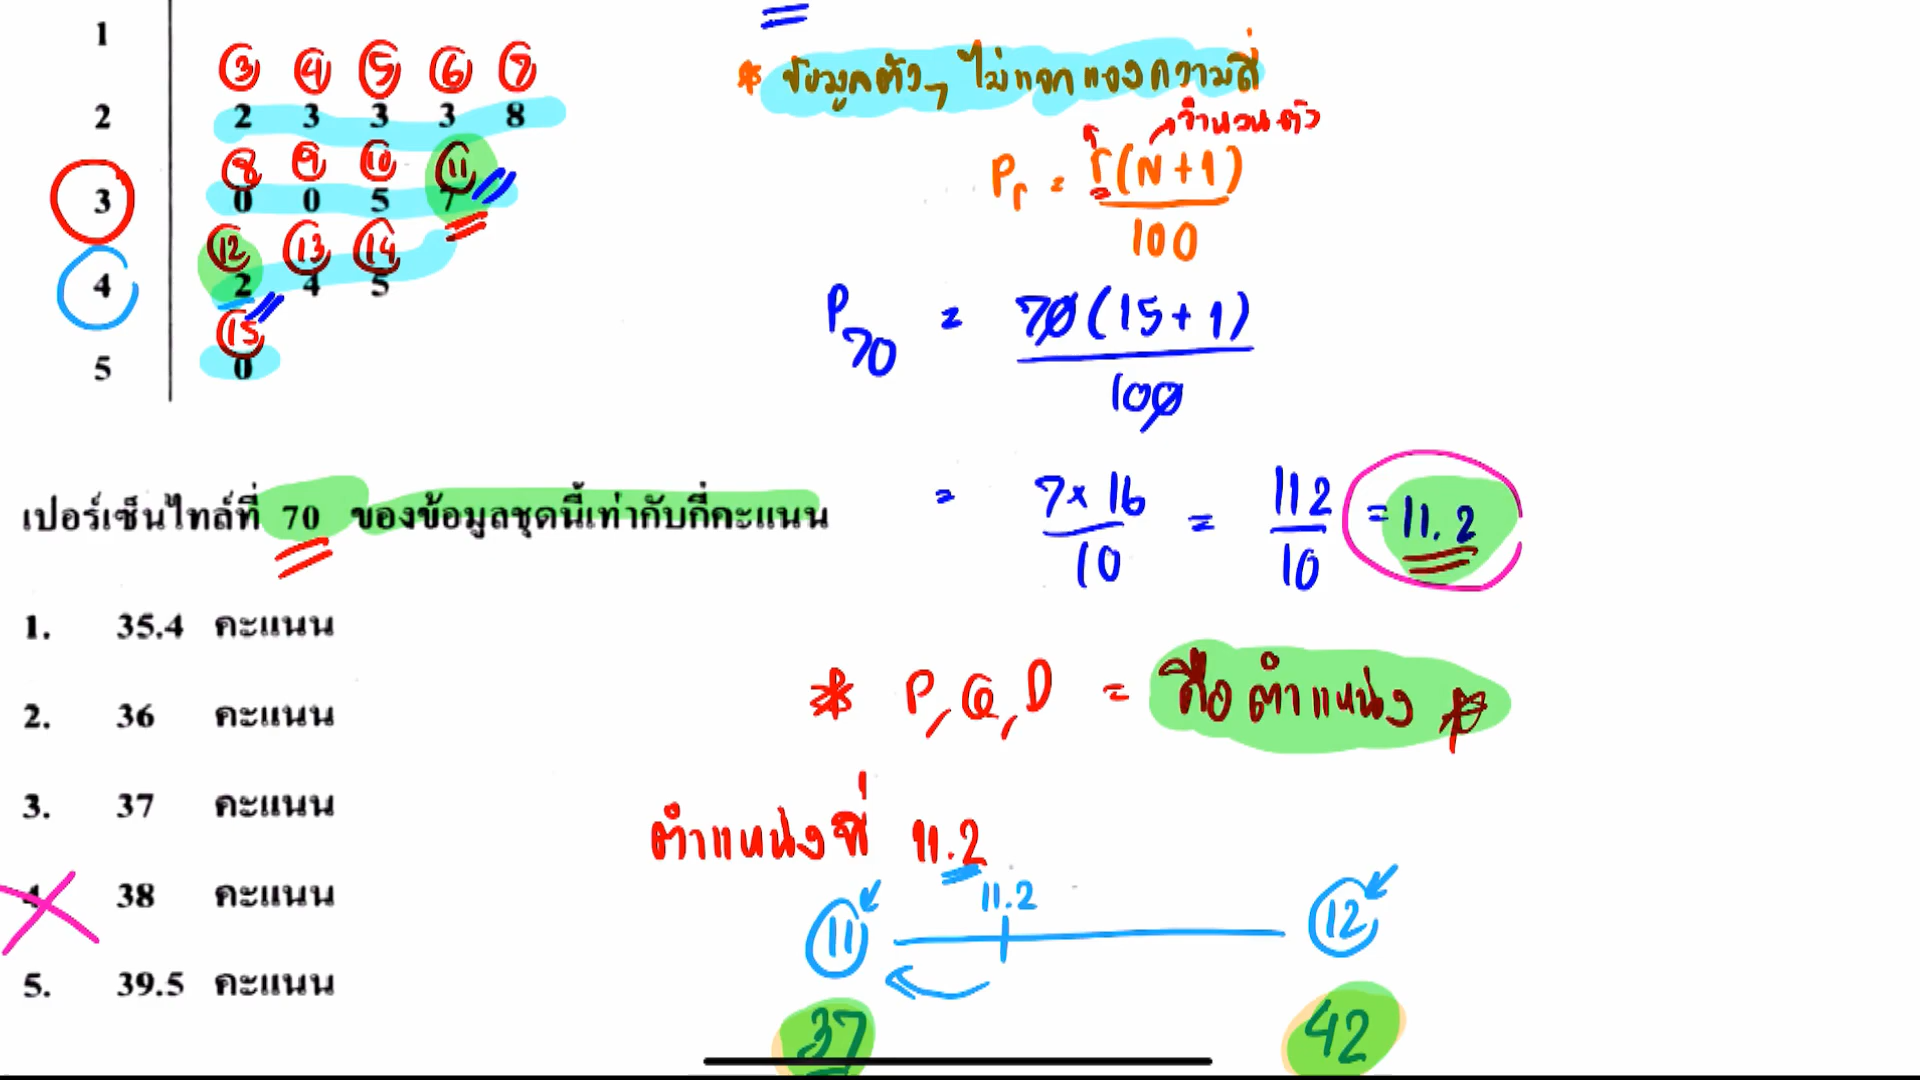 1
③ ④ ⑤ ⑥ ⑦
2 2 3 3 3 8
⑧ ⑨ ⑩ ⑪
3 0 0 5 7
⑫ ⑬ ⑭
4 2 4 5
⑮
5 0
เปอร์เซ็นไทล์ที่ 70 ของข้อมูลชุดนี้เท่ากับกี่คะแนน
1. 35.4 คะแนน
2. 36 คะแนน
3. 37 คะแนน
4. 38 คะแนน
5. 39.5 คะแนน
* ข้อมูลตัว, ไม่แจกแจงความถี่
จำนวนตัว
Pr = r(N+1)
100
P70 = 70(15+1)
100
= 7×16 = 112 = 11.2
10 10
* P, Q, D = คือ ตำแหน่ง *
ตำแหน่งที่ 11.2
11.2
⑪ ⑫
37 42